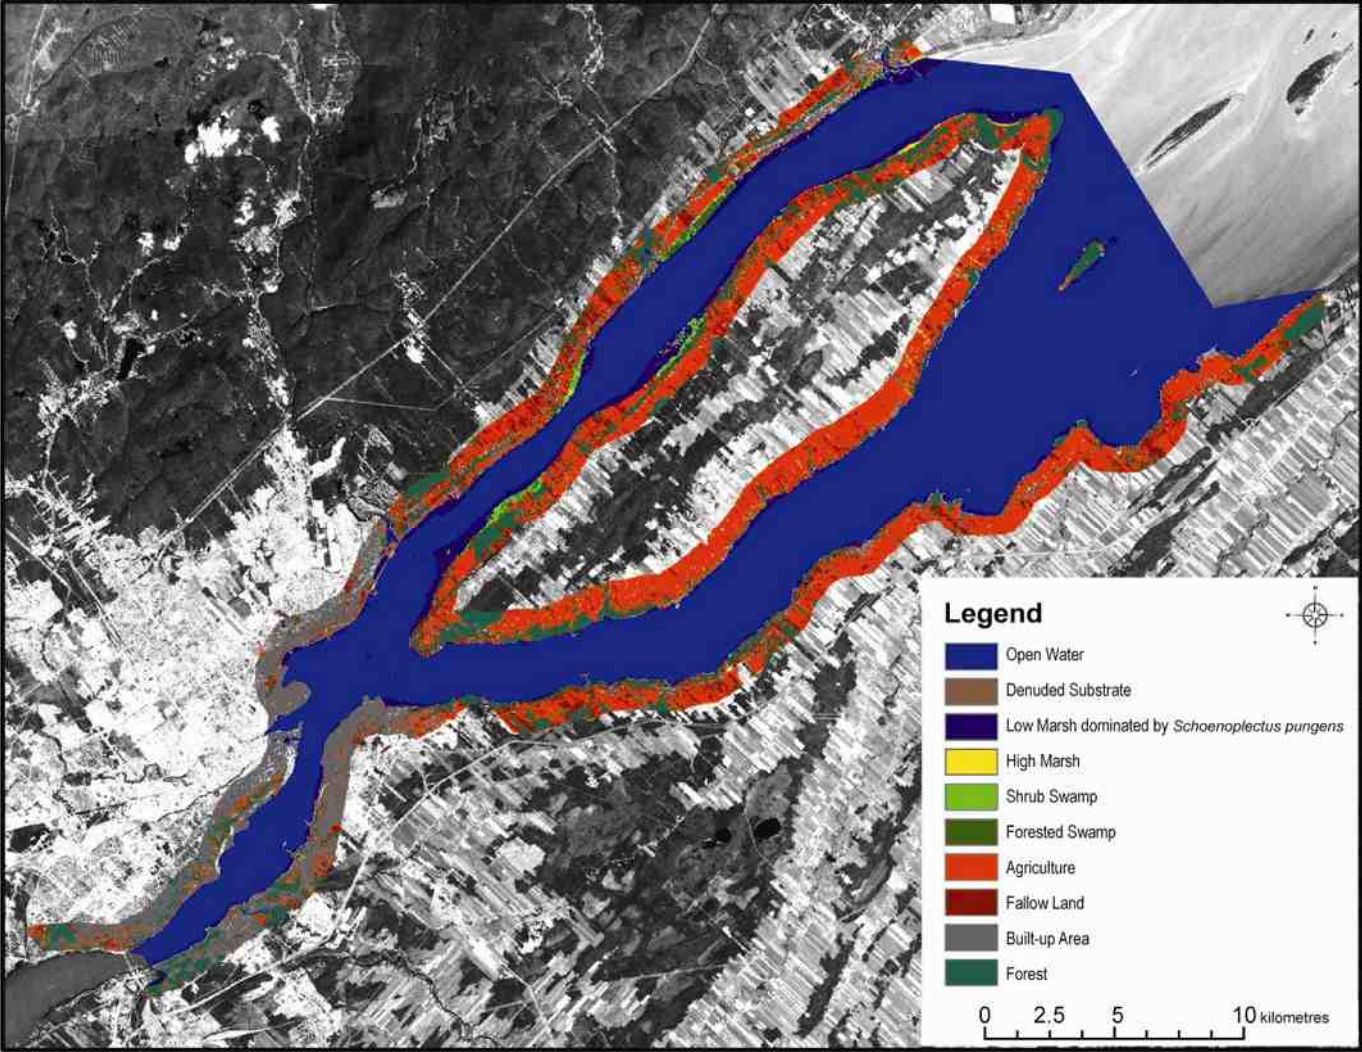 Legend
Open Water
Denuded Substrate
Low Marsh dominated by Schoenoplectus pungens
High Marsh
Shrub Swamp
Forested Swamp
Agriculture
Fallow Land
Built-up Area
Forest
0 2.5 5 10 kilometres